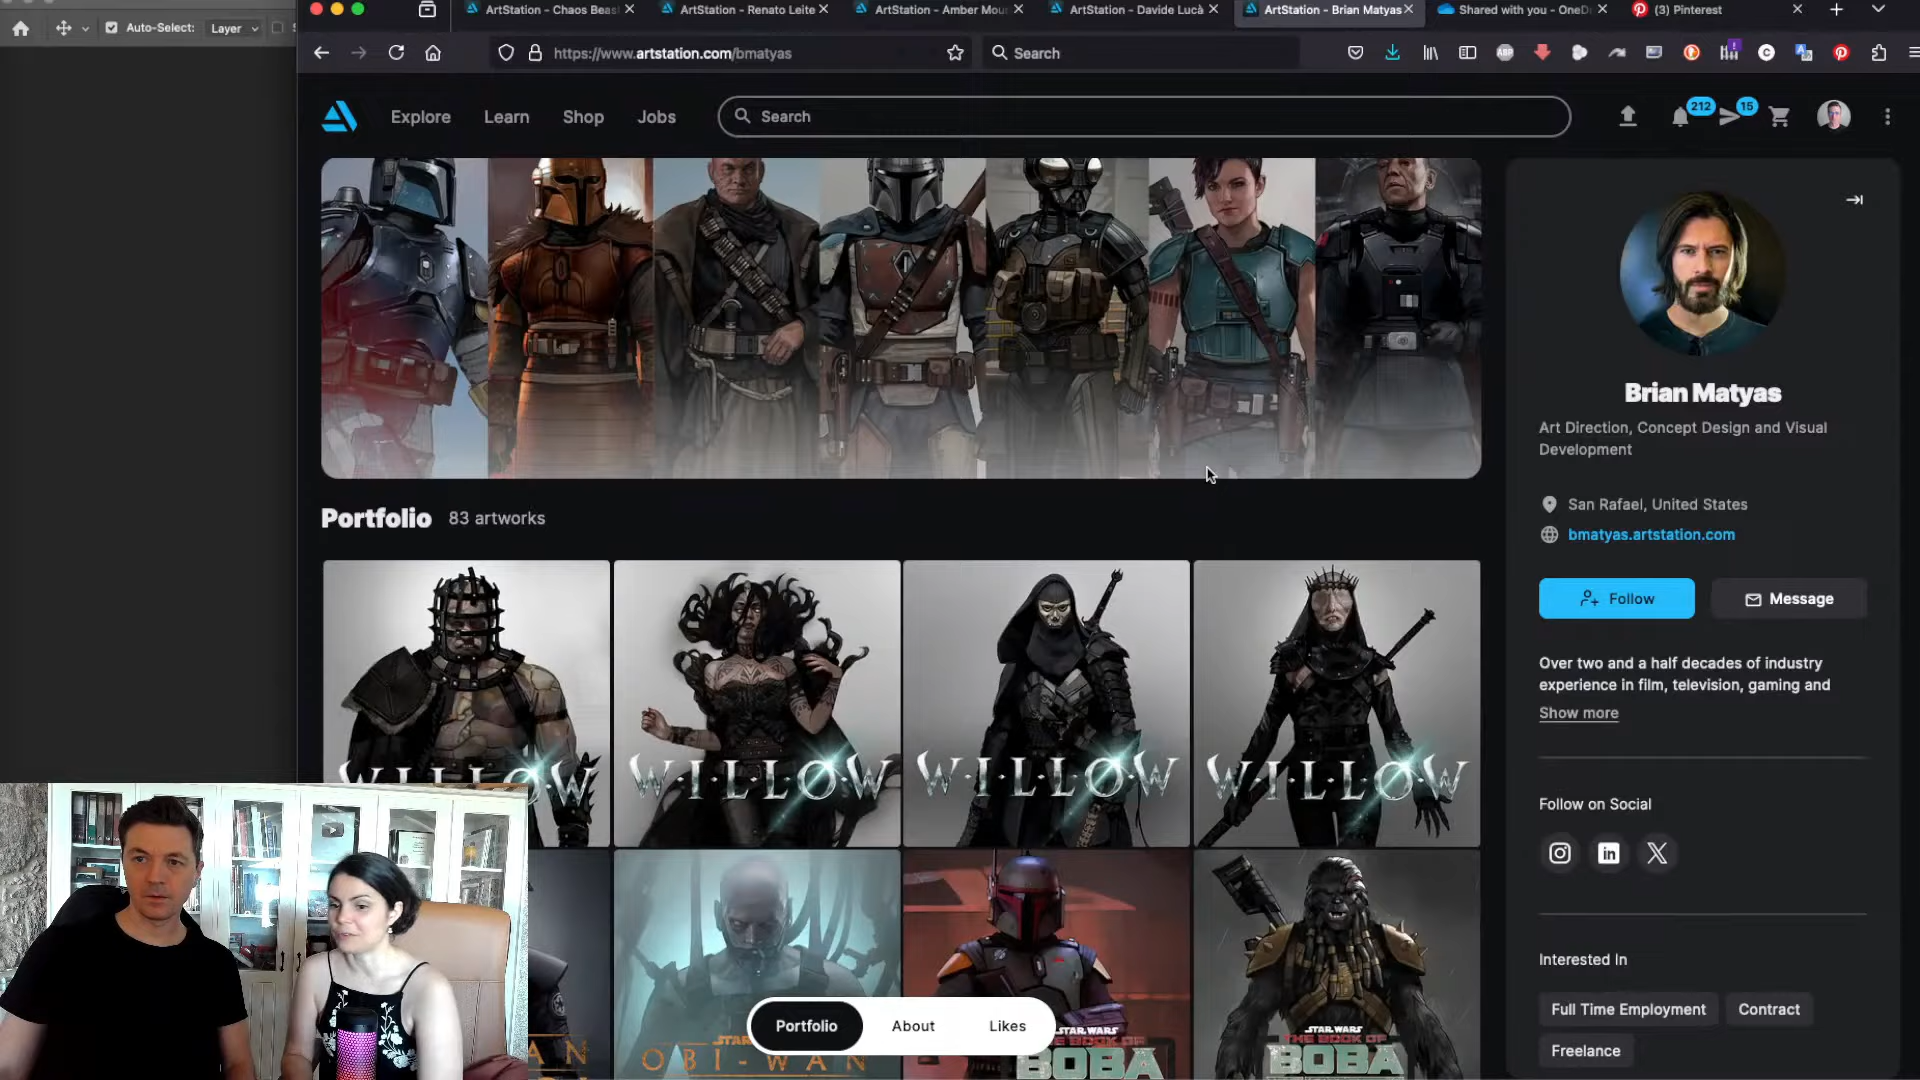 ArtStation - Chaos Beas
ArtStation - Renato Leite
ArtStation - Amber Mou
ArtStation - Davide Lucà
ArtStation - Brian Matyas
Shared with you - OneD
(3) Pinterest
Auto-Select:
Layer
https://www.artstation.com/bmatyas
Search
Explore
Learn
Shop
Jobs
Search
212
15
Brian Matyas
Art Direction, Concept Design and Visual
Development
San Rafael, United States
bmatyas.artstation.com
Follow
Message
Over two and a half decades of industry
experience in film, television, gaming and
Show more
Follow on Social
Interested In
Full Time Employment
Contract
Freelance
Portfolio
83 artworks
WILLOW
WILLOW
WILLOW
WILLOW
OBI-WAN
STAR.WARS
THE BOOK OF
BOBA
STAR.WARS
THE BOOK OF
BOBA
Portfolio
About
Likes